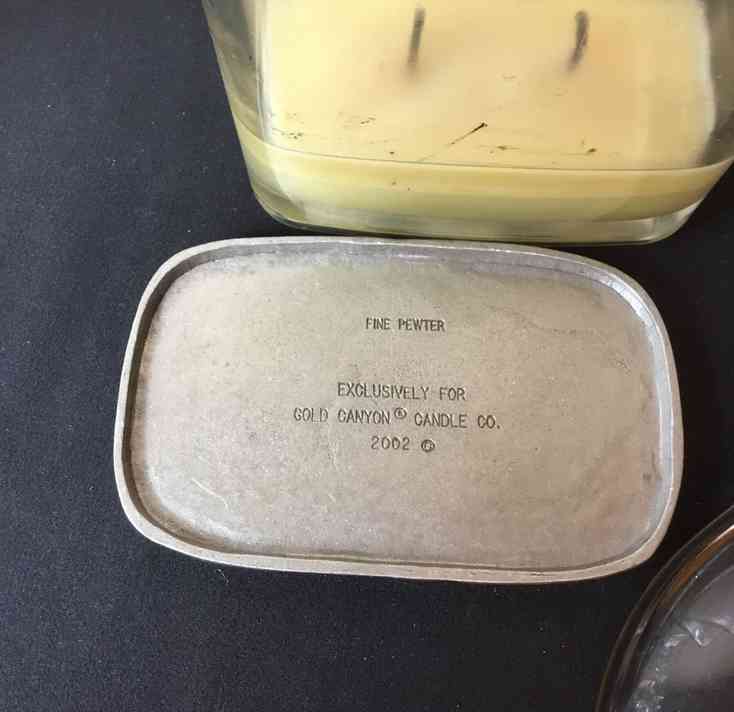 FINE PEWTER
EXCLUSIVELY FOR
GOLD CANYON® CANDLE CO.
2002 ©